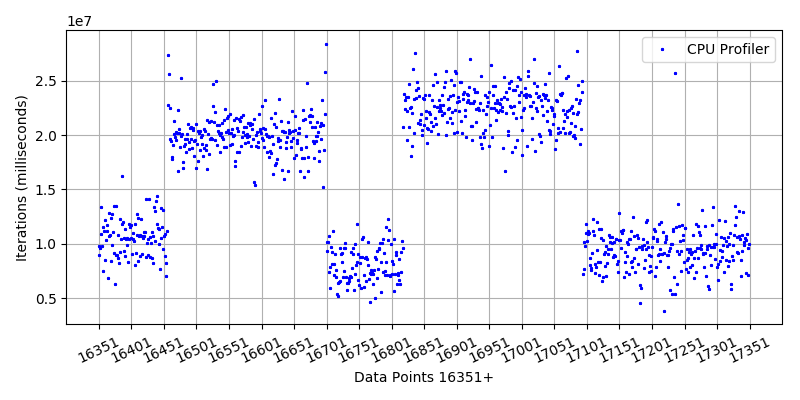 1e7
CPU Profiler
2.5
2.0
1.5
1.0
0.5
Iterations (milliseconds)
16351 16401 16451 16501 16551 16601 16651 16701 16751 16801 16851 16901 16951 17001 17051 17101 17151 17201 17251 17301 17351
Data Points 16351+